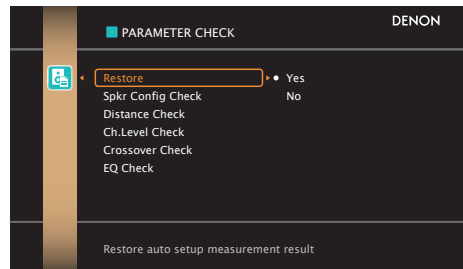 DENON
PARAMETER CHECK
Restore Yes
Spkr Config Check No
Distance Check
Ch.Level Check
Crossover Check
EQ Check
Restore auto setup measurement result